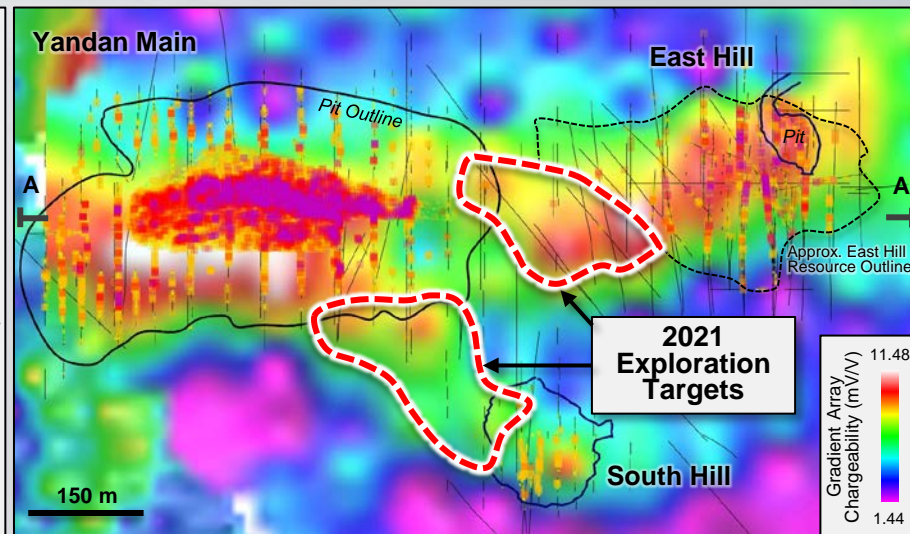 Yandan Main
East Hill
Pit Outline
Pit
A
A
Approx. East Hill
Resource Outline
2021
Exploration
Targets
South Hill
150 m
Gradient Array
Chargeability (mV/V)
11.48
1.44